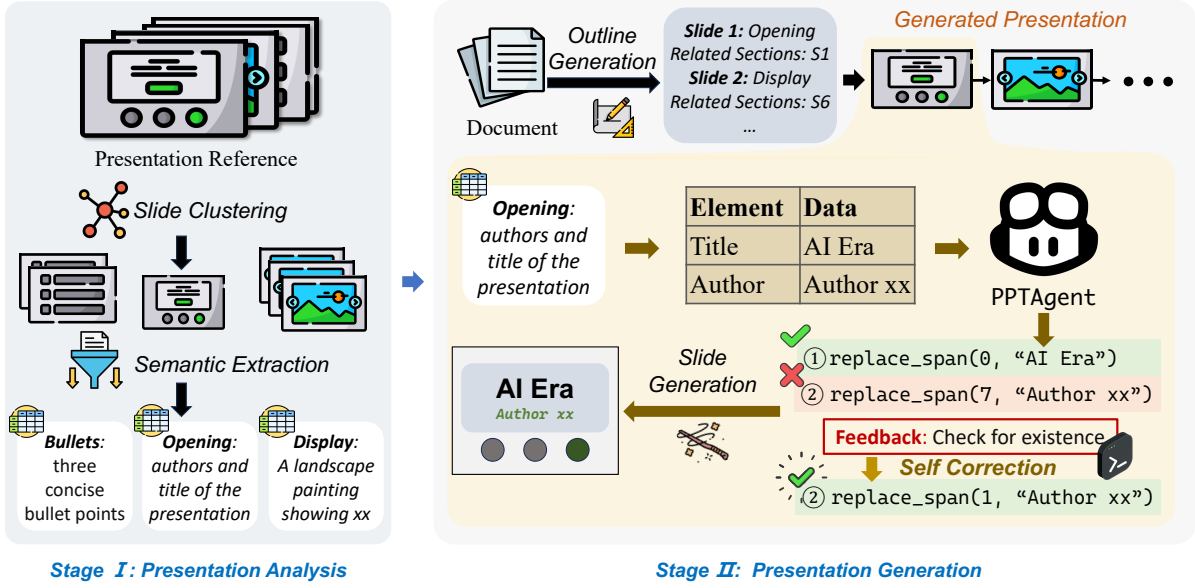 Presentation Reference
Slide Clustering
Semantic Extraction
Bullets:
three
concise
bullet points
Opening:
authors and
title of the
presentation
Display:
A landscape
painting
showing xx
Stage I: Presentation Analysis
Document
Outline
Generation
Slide 1: Opening
Related Sections: S1
Slide 2: Display
Related Sections: S6
...
Generated Presentation
Opening:
authors and
title of the
presentation
Element Data
Title AI Era
Author Author xx
PPTAgent
① replace_span(0, “AI Era”)
② replace_span(7, “Author xx”)
Feedback: Check for existence
Self Correction
② replace_span(1, “Author xx”)
Slide
Generation
AI Era
Author xx
Stage II: Presentation Generation